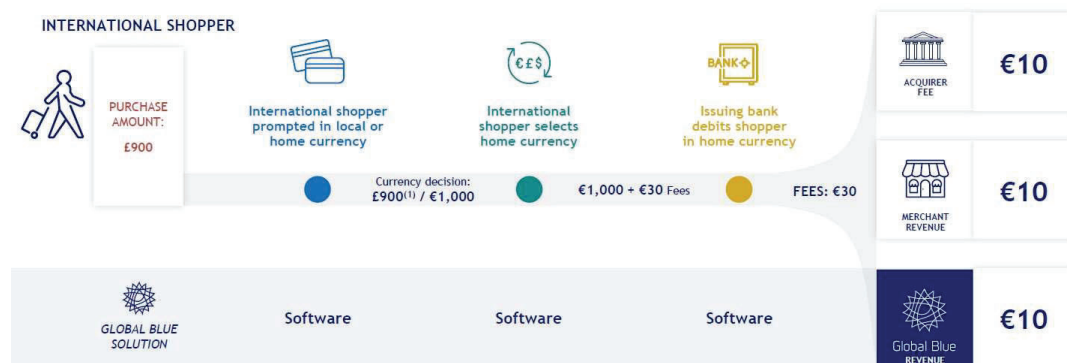 INTERNATIONAL SHOPPER
PURCHASE
AMOUNT:
£900
International shopper
prompted in local or
home currency
€£$
International
shopper selects
home currency
BANK
Issuing bank
debits shopper
in home currency
Currency decision:
£900(1) / €1,000
€1,000 + €30 Fees
FEES: €30
ACQUIRER
FEE
€10
MERCHANT
REVENUE
€10
GLOBAL BLUE
SOLUTION
Software
Software
Software
Global Blue
REVENUE
€10